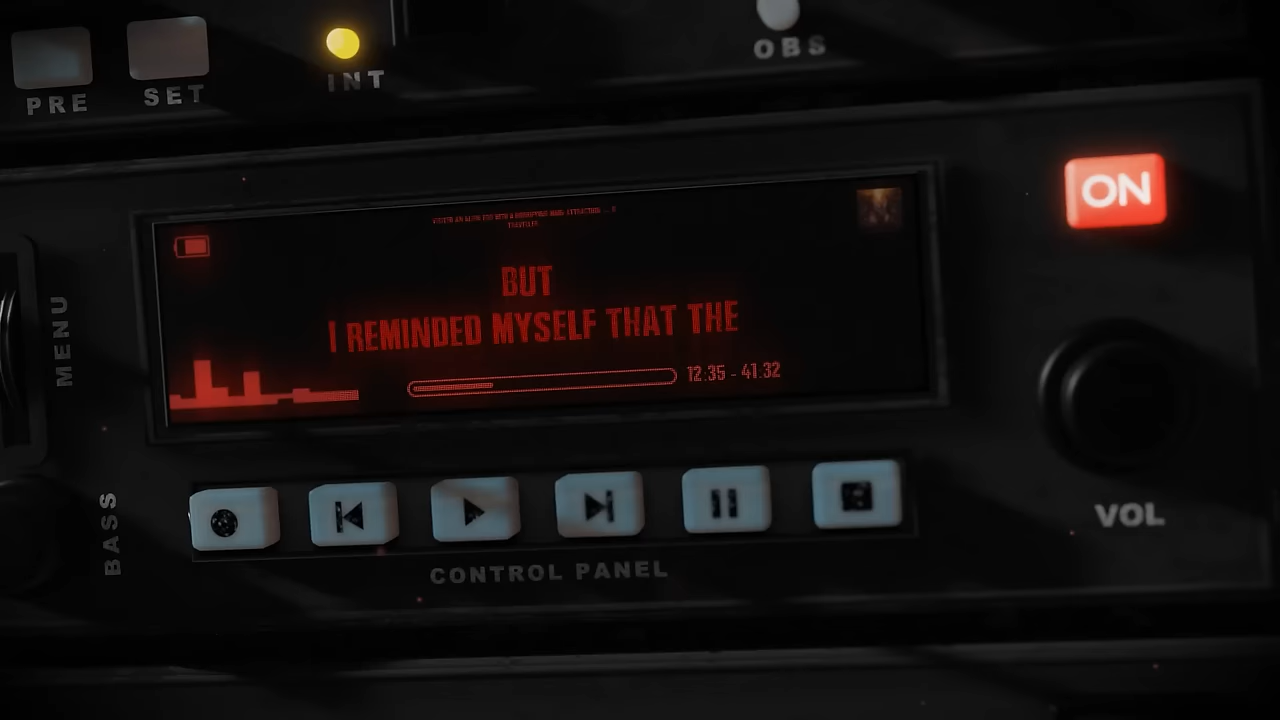 PRE
SET
INT
OBS
ON
BUT
I REMINDED MYSELF THAT THE
12:35 - 41:32
MENU
BASS
VOL
CONTROL PANEL